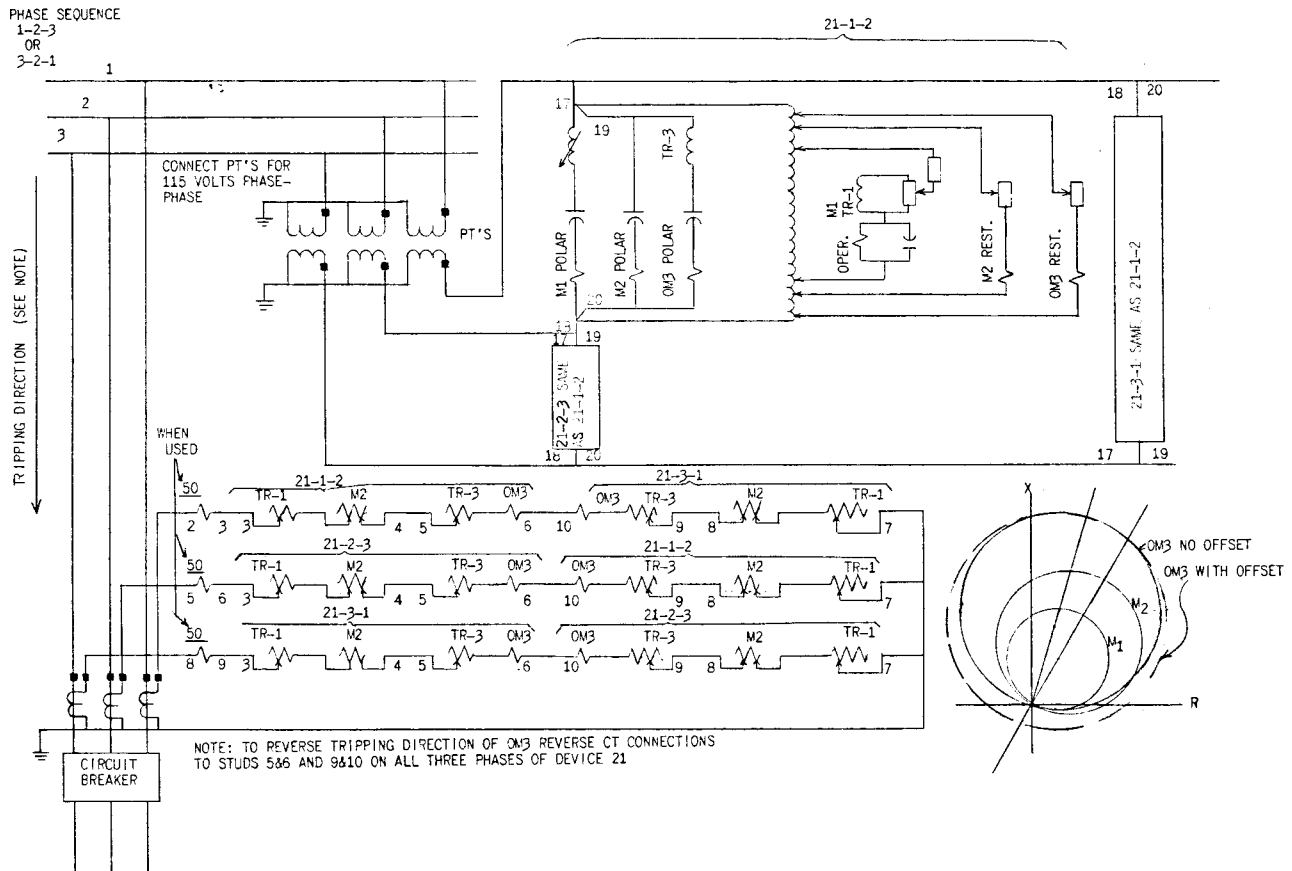 PHASE SEQUENCE
1-2-3
OR
3-2-1
1
2
3
TRIPPING DIRECTION (SEE NOTE)
CONNECT PT'S FOR
115 VOLTS PHASE-
PHASE
PT'S
21-1-2
17
19
TR-3
M1 POLAR
M2 POLAR
OM3 POLAR
20
18
M1
TR-1
OPER.
M2 REST.
OM3 REST.
17 19
21-2-3 SAME
AS 21-1-2
18 20
18 20
21-3-1 SAME AS 21-1-2
17 19
WHEN
USED
21-1-2 21-3-1
50 TR-1 M2 TR-3 OM3 OM3 TR-3 M2 TR-1
2 3 3 4 5 6 10 9 8 7
21-2-3 21-1-2
50 TR-1 M2 TR-3 OM3 OM3 TR-3 M2 TR-1
5 6 3 4 5 6 10 9 8 7
21-3-1 21-2-3
50 TR-1 M2 TR-3 OM3 OM3 TR-3 M2 TR-1
8 9 3 4 5 6 10 9 8 7
X
OM3 NO OFFSET
OM3 WITH OFFSET
M2
M1
R
NOTE: TO REVERSE TRIPPING DIRECTION OF OM3 REVERSE CT CONNECTIONS
TO STUDS 5&6 AND 9&10 ON ALL THREE PHASES OF DEVICE 21
CIRCUIT
BREAKER